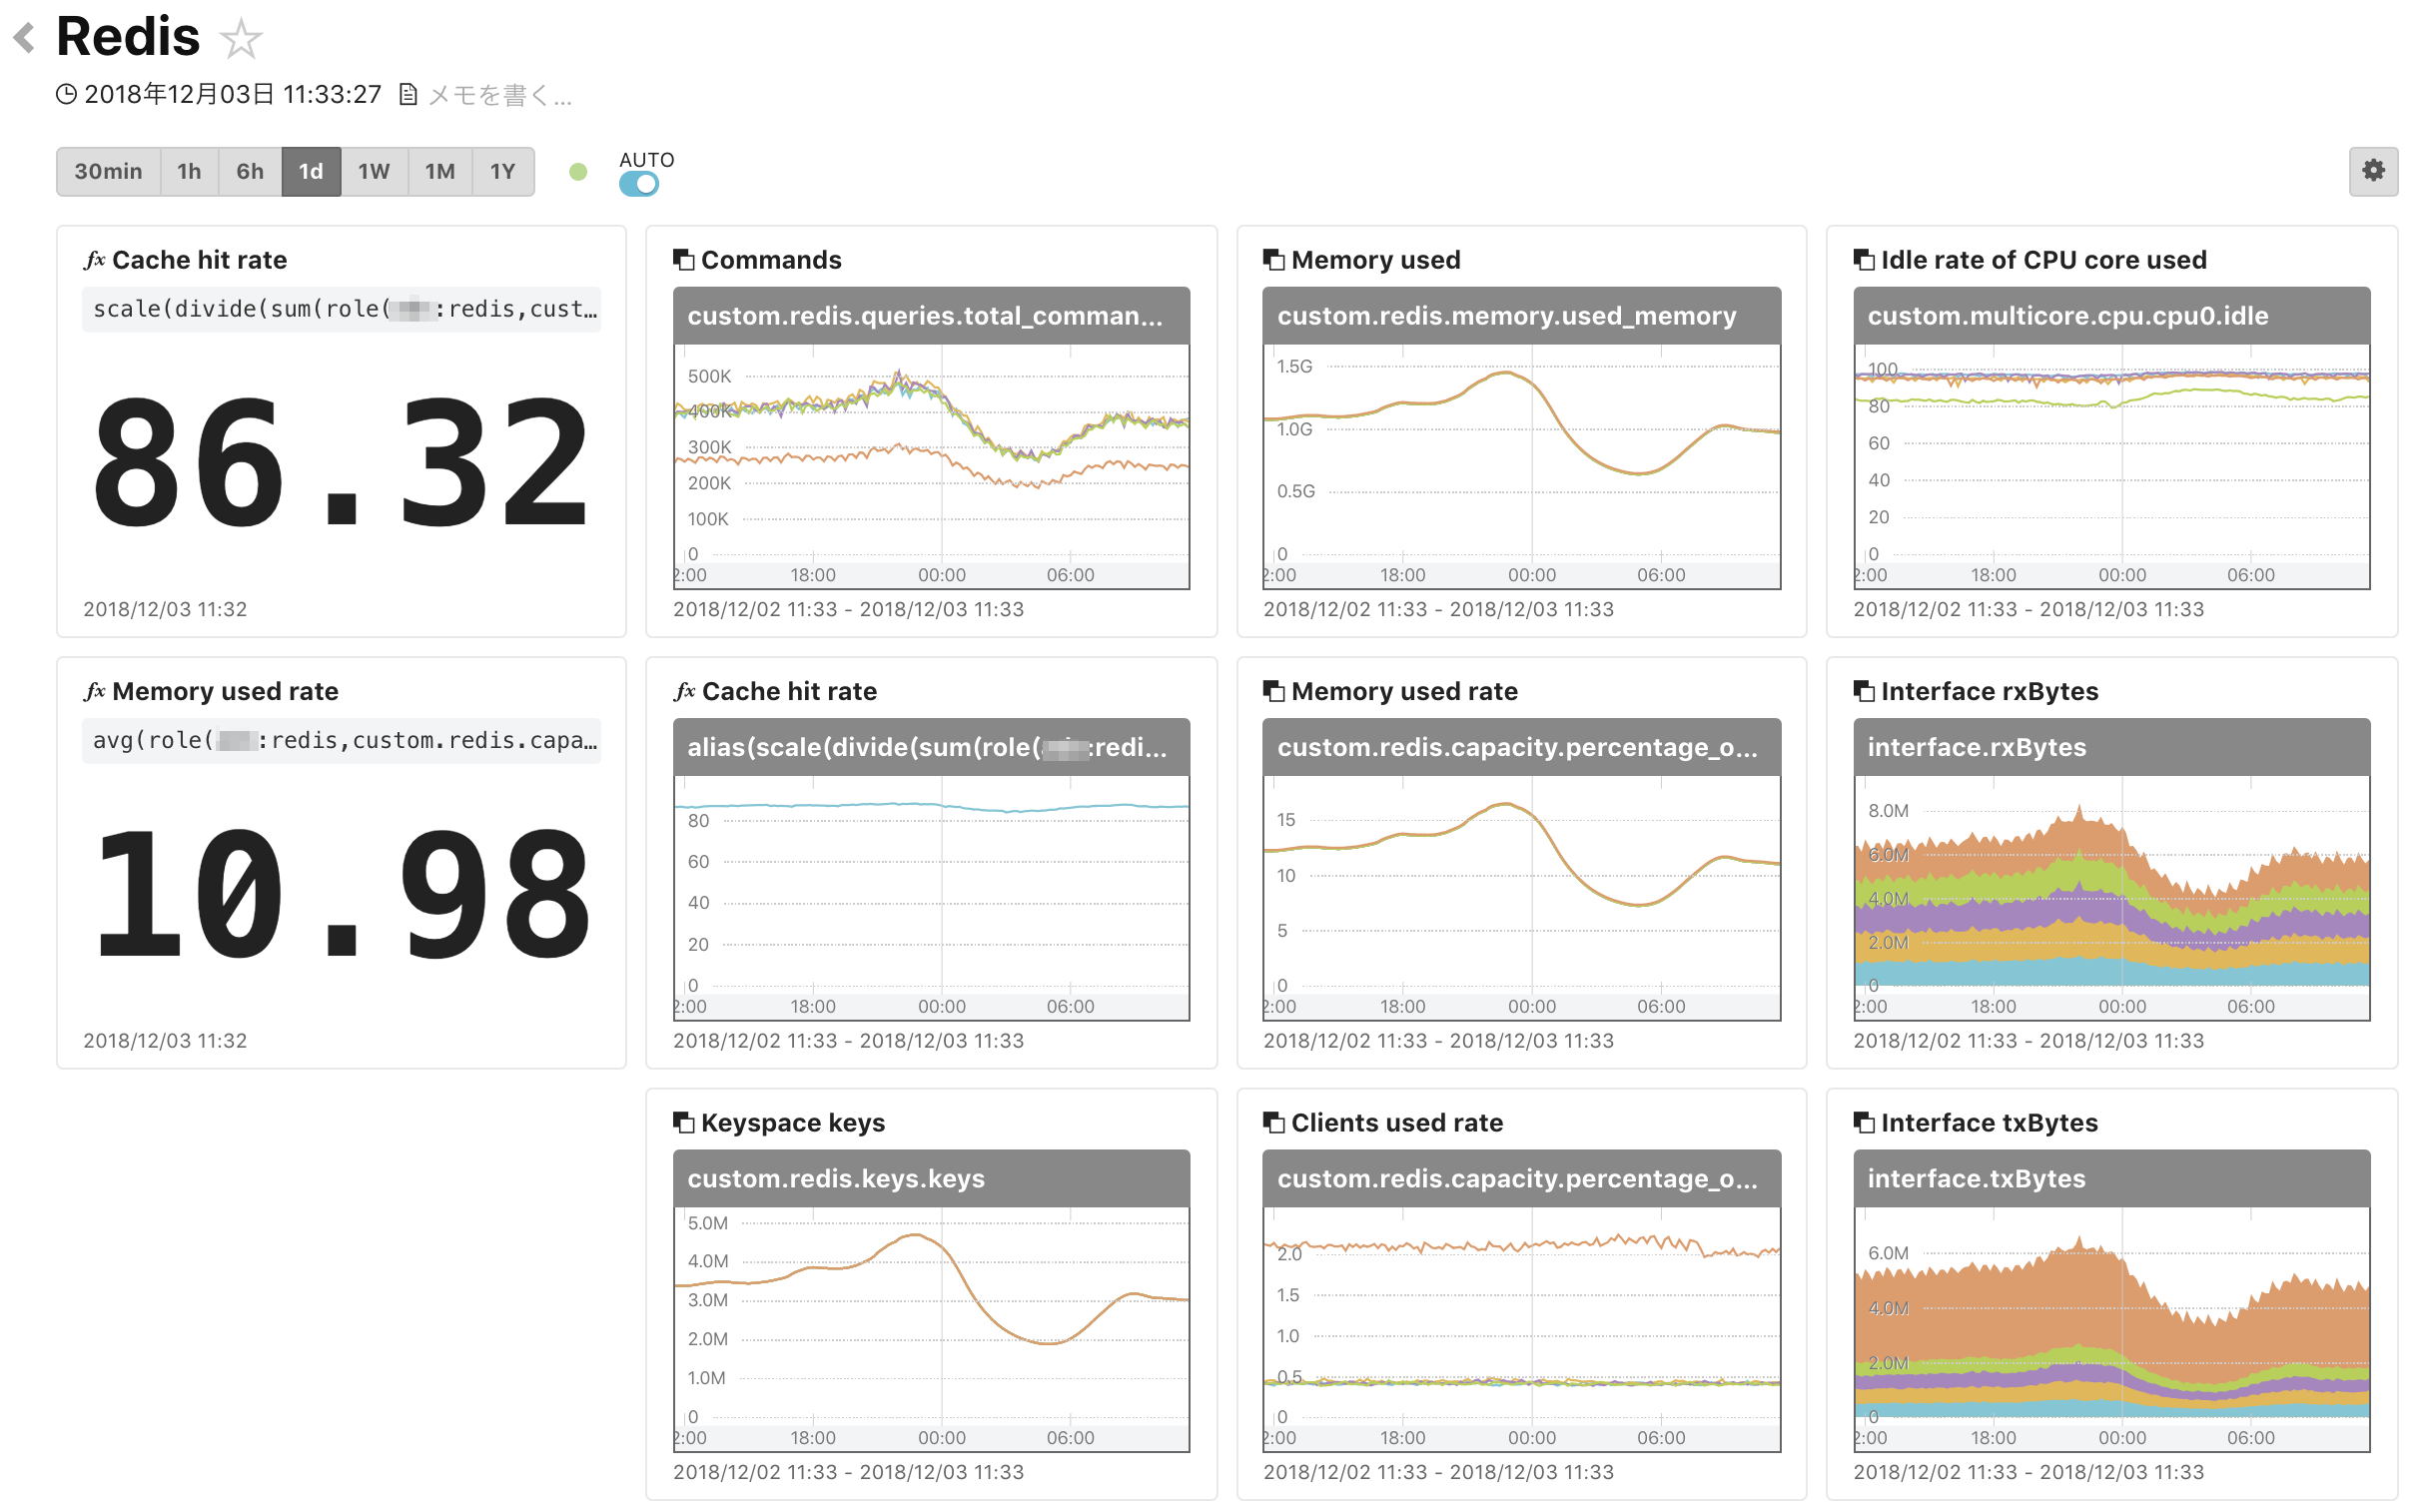 Redis
2018年12月03日 11:33:27 メモを書く...
30min 1h 6h 1d 1W 1M 1Y AUTO
fx Cache hit rate
scale(divide(sum(role( :redis,cust...
86.32
2018/12/03 11:32
Commands
custom.redis.queries.total_comman...
500K
400K
300K
200K
100K
0
2:00 18:00 00:00 06:00
2018/12/02 11:33 - 2018/12/03 11:33
Memory used
custom.redis.memory.used_memory
1.5G
1.0G
0.5G
0
2:00 18:00 00:00 06:00
2018/12/02 11:33 - 2018/12/03 11:33
Idle rate of CPU core used
custom.multicore.cpu.cpu0.idle
100
80
60
40
20
0
2:00 18:00 00:00 06:00
2018/12/02 11:33 - 2018/12/03 11:33
fx Memory used rate
avg(role( :redis,custom.redis.capa...
10.98
2018/12/03 11:32
fx Cache hit rate
alias(scale(divide(sum(role( :redi...
80
60
40
20
0
2:00 18:00 00:00 06:00
2018/12/02 11:33 - 2018/12/03 11:33
Memory used rate
custom.redis.capacity.percentage_o...
15
10
5
0
2:00 18:00 00:00 06:00
2018/12/02 11:33 - 2018/12/03 11:33
Interface rxBytes
interface.rxBytes
8.0M
6.0M
4.0M
2.0M
0
2:00 18:00 00:00 06:00
2018/12/02 11:33 - 2018/12/03 11:33
Keyspace keys
custom.redis.keys.keys
5.0M
4.0M
3.0M
2.0M
1.0M
0
2:00 18:00 00:00 06:00
2018/12/02 11:33 - 2018/12/03 11:33
Clients used rate
custom.redis.capacity.percentage_o...
2.0
1.5
1.0
0.5
0
2:00 18:00 00:00 06:00
2018/12/02 11:33 - 2018/12/03 11:33
Interface txBytes
interface.txBytes
6.0M
4.0M
2.0M
0
2:00 18:00 00:00 06:00
2018/12/02 11:33 - 2018/12/03 11:33